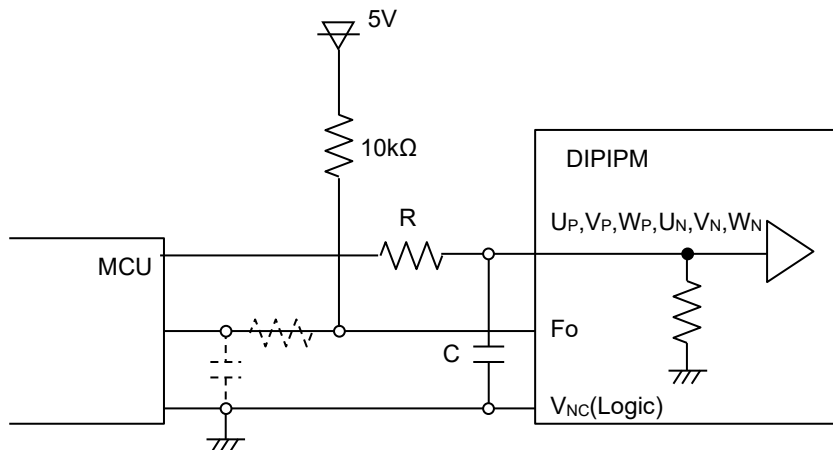 5V
10kΩ
DIPIPM
R
UP,VP,WP,UN,VN,WN
MCU
Fo
C
VNC(Logic)